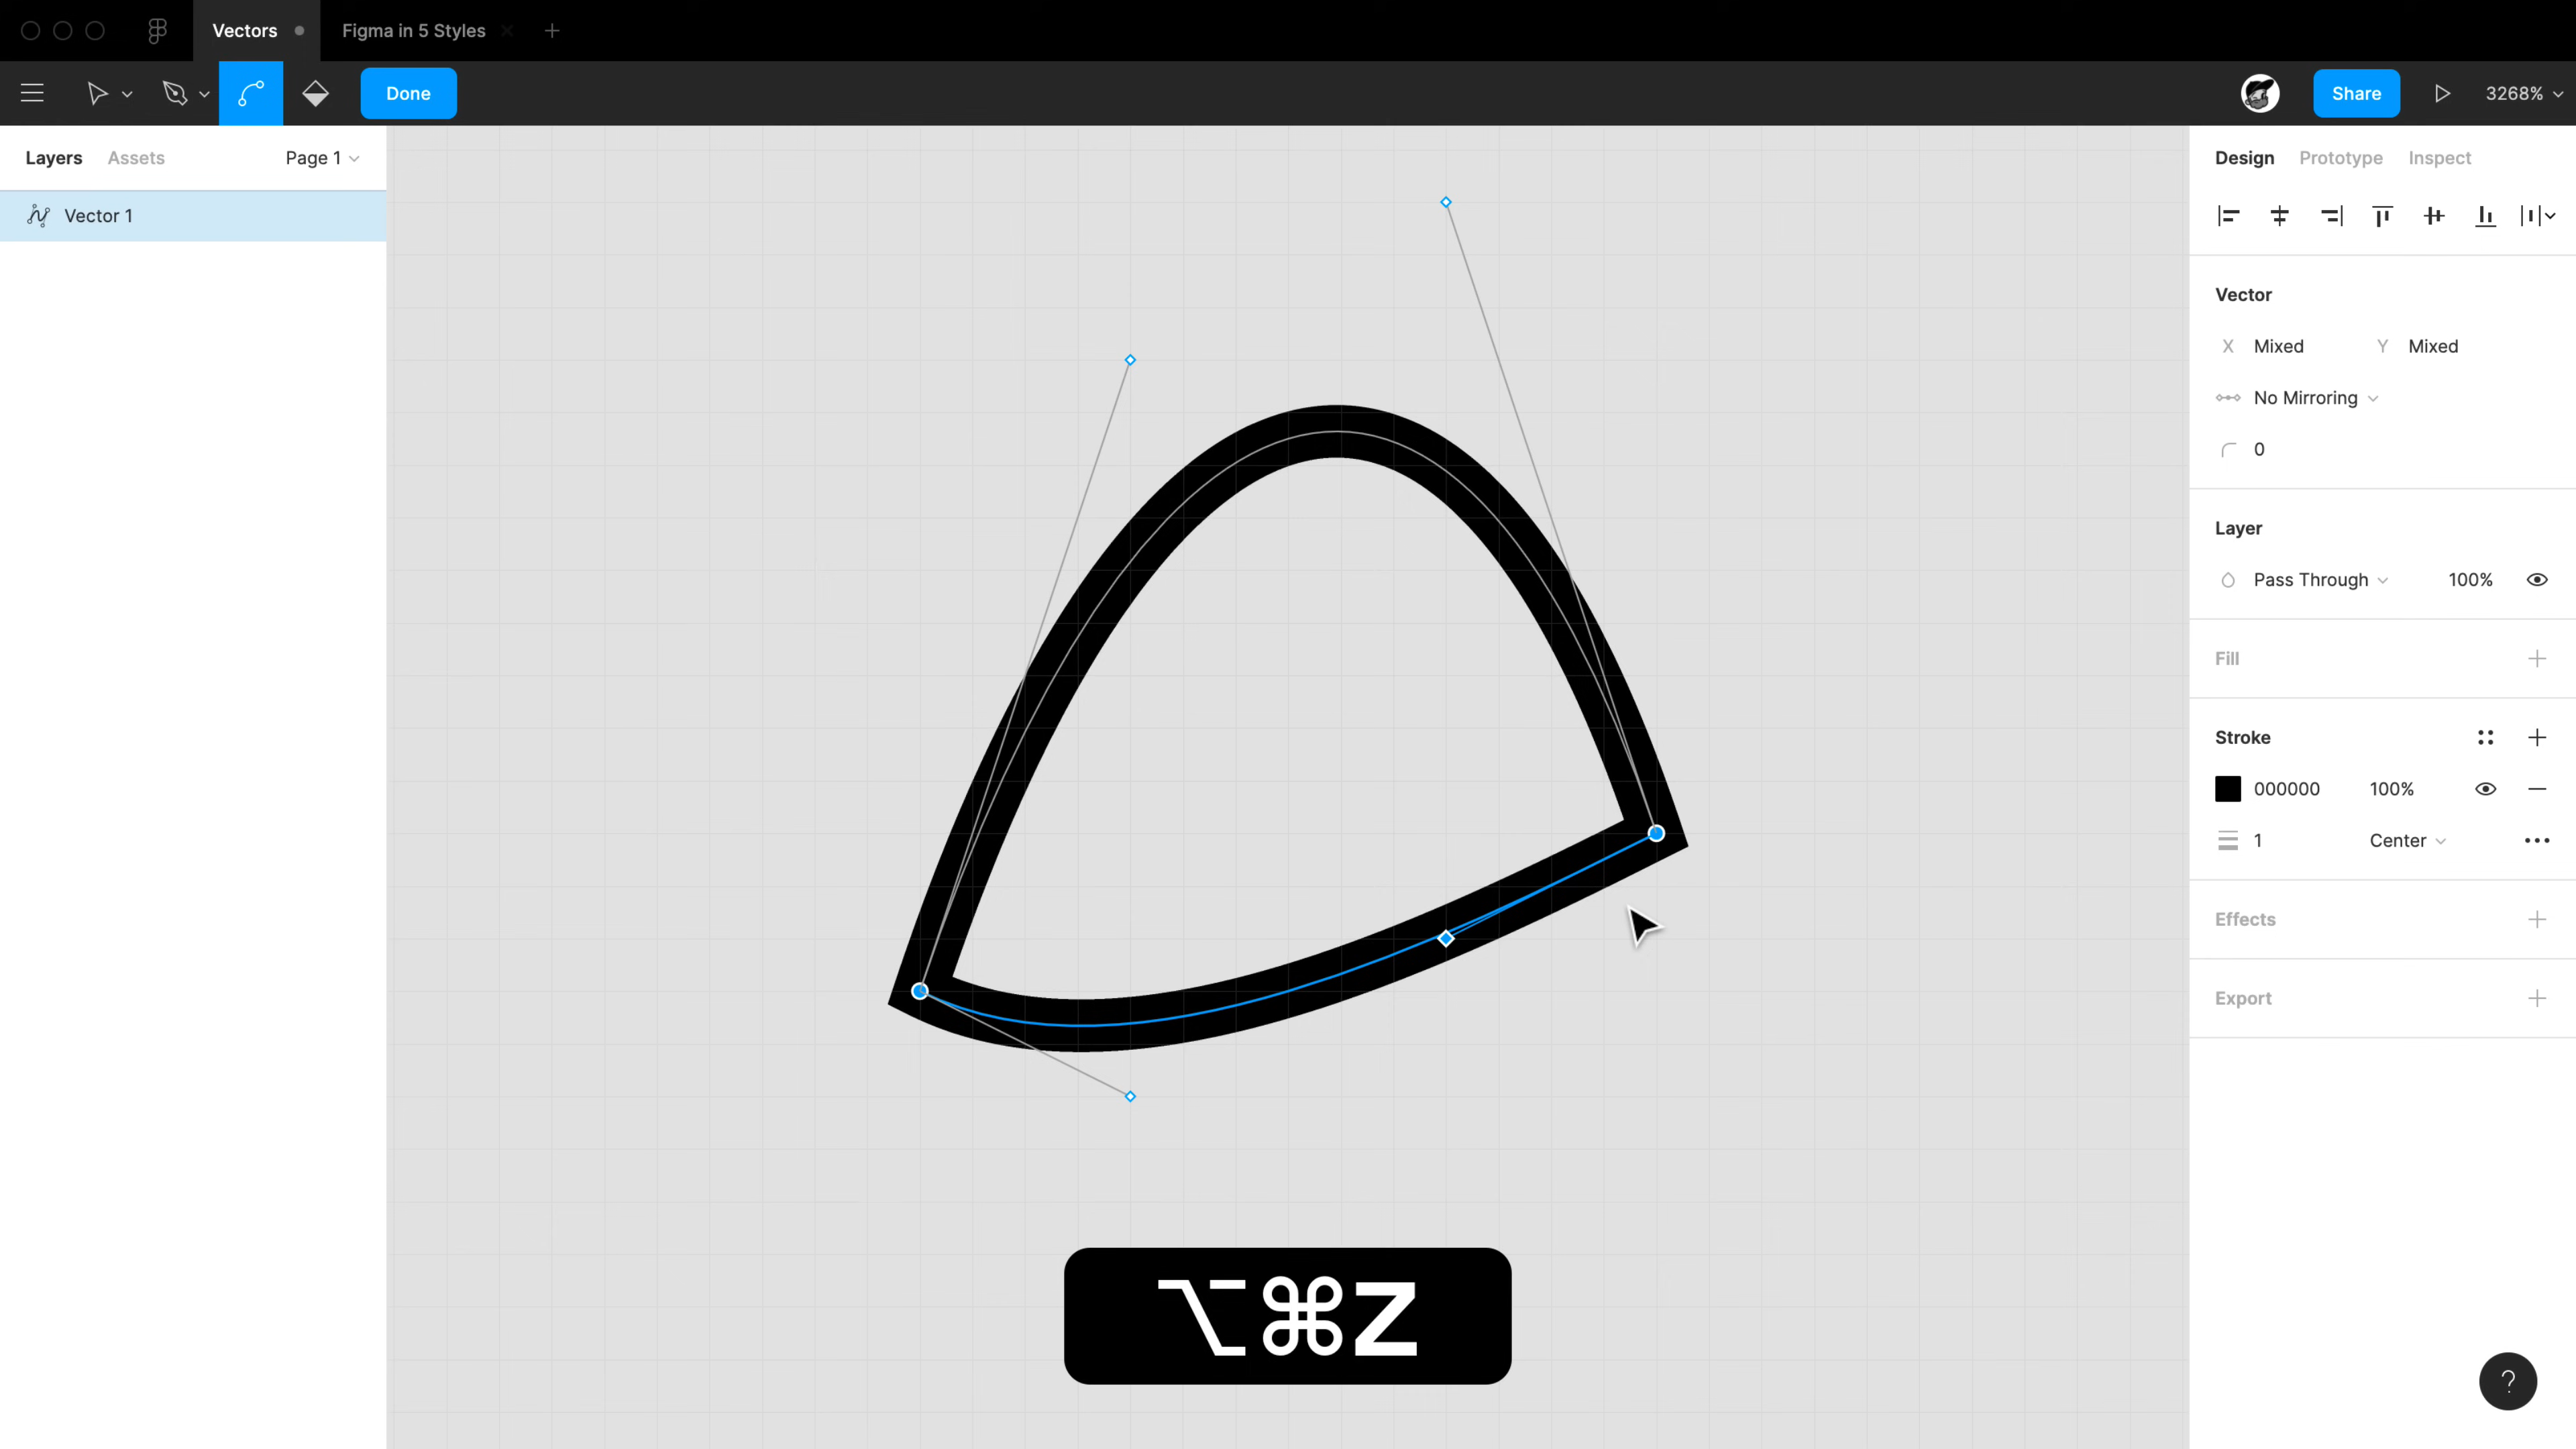 Vectors
Figma in 5 Styles
Done
Share
3268%
Layers Assets Page 1
Vector 1
Design Prototype Inspect
Vector
X Mixed Y Mixed
No Mirroring
0
Layer
Pass Through 100%
Fill
Stroke
000000 100%
1 Center
Effects
Export
⌥⌘Z
?